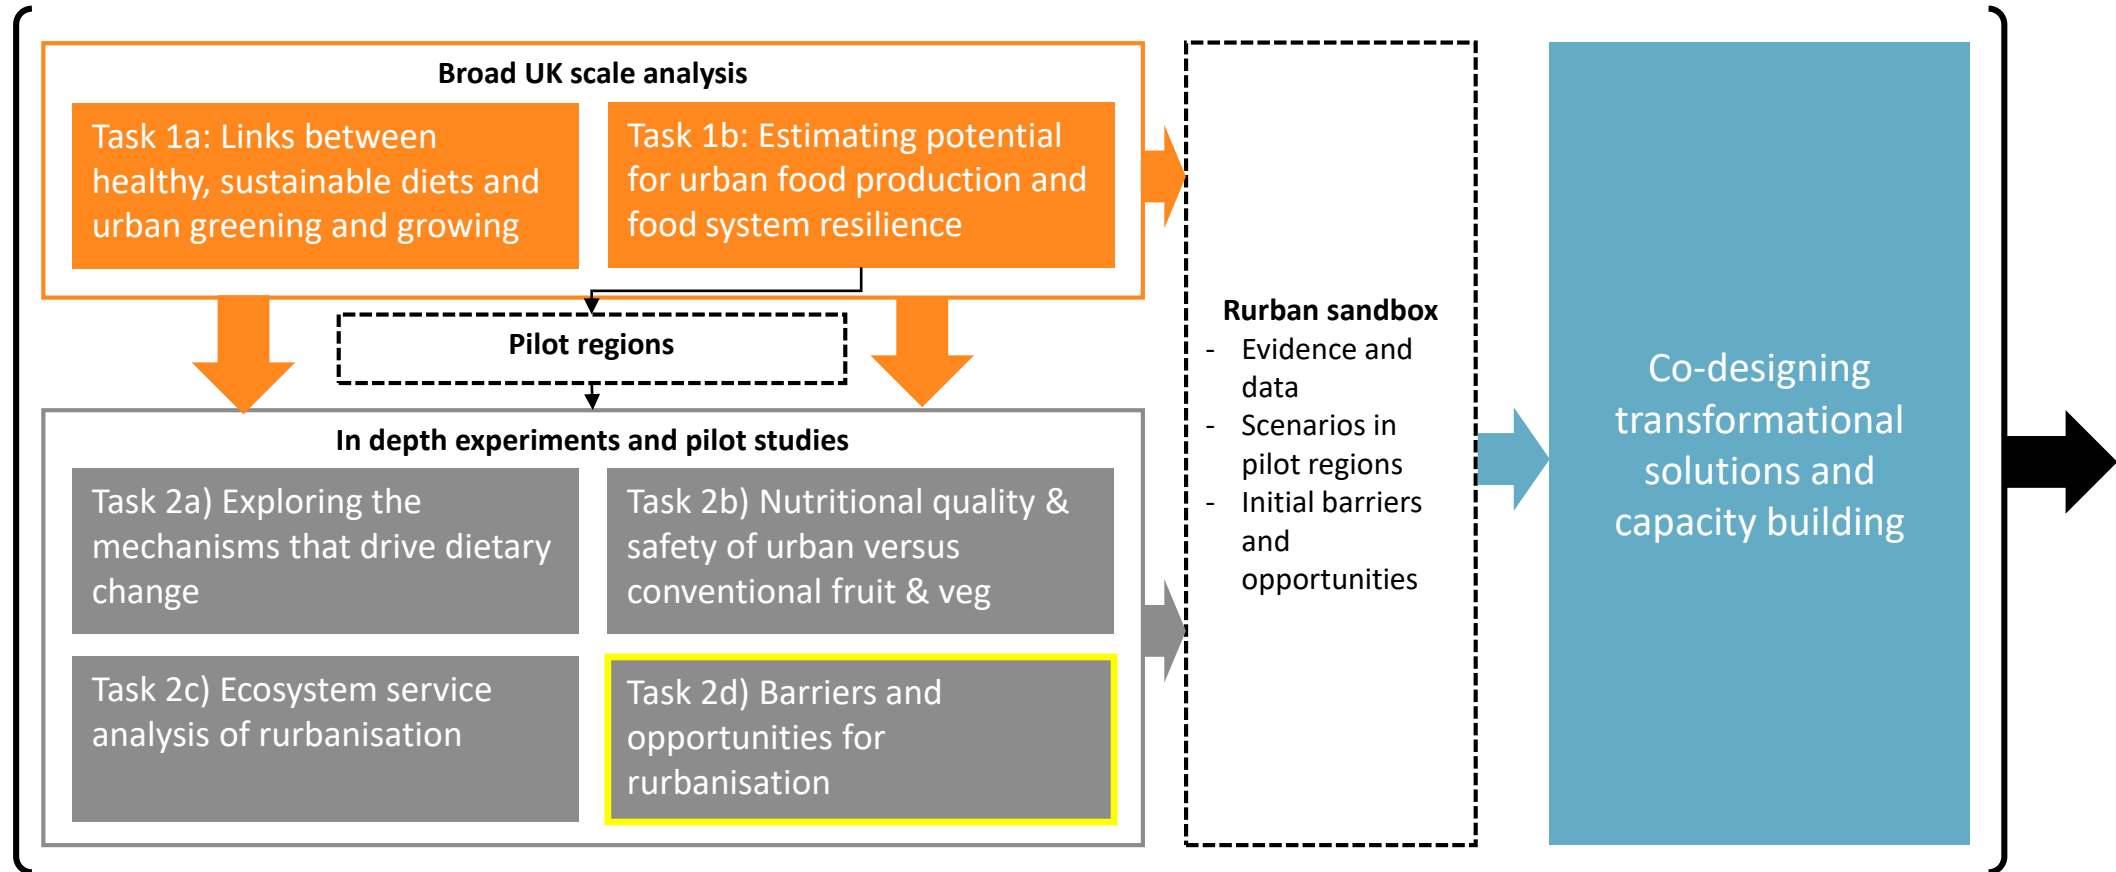 Broad UK scale analysis
Task 1a: Links between
healthy, sustainable diets and
urban greening and growing
Task 1b: Estimating potential
for urban food production and
food system resilience
Pilot regions
In depth experiments and pilot studies
Task 2a) Exploring the
mechanisms that drive dietary
change
Task 2b) Nutritional quality &
safety of urban versus
conventional fruit & veg
Task 2c) Ecosystem service
analysis of rurbanisation
Task 2d) Barriers and
opportunities for
rurbanisation
Rurban sandbox
- Evidence and
data
- Scenarios in
pilot regions
- Initial barriers
and
opportunities
Co-designing
transformational
solutions and
capacity building